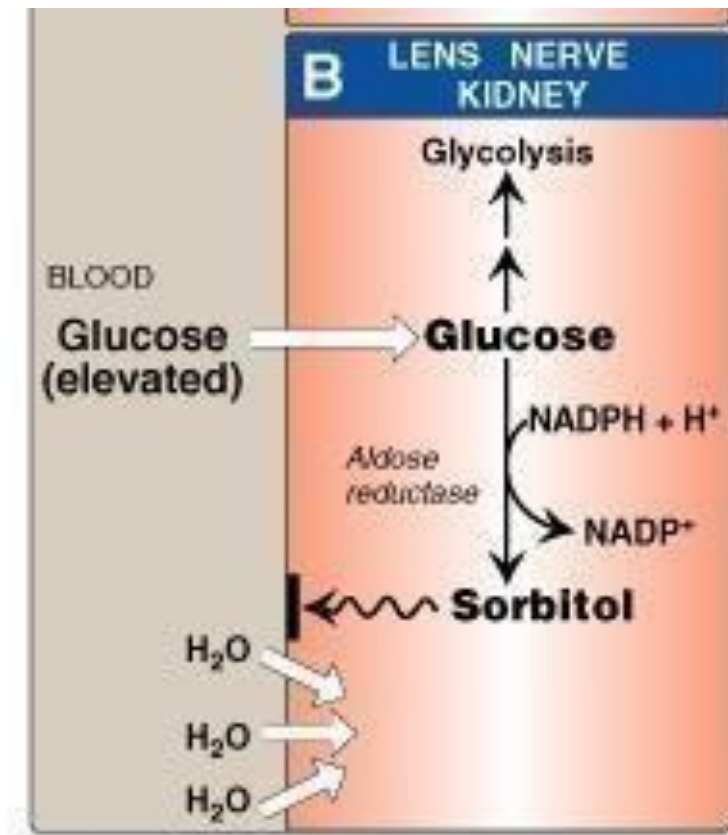 B
LENS NERVE
KIDNEY
Glycolysis
BLOOD
Glucose
(elevated)
Glucose
NADPH + H⁺
Aldose
reductase
NADP⁺
Sorbitol
H₂O
H₂O
H₂O